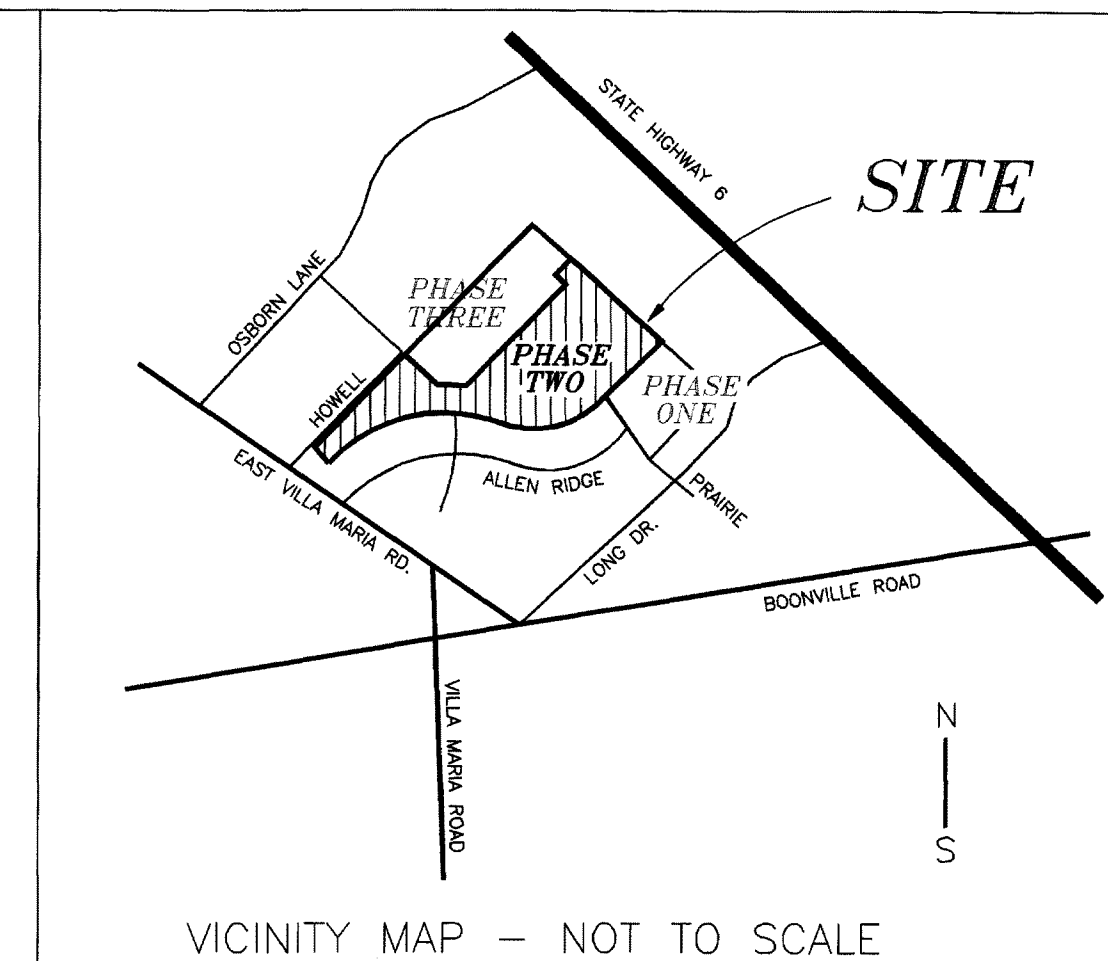 STATE HIGHWAY 6
SITE
OSBORN LANE
PHASE
THREE
PHASE
TWO
PHASE
ONE
HOWELL
EAST VILLA MARIA RD.
ALLEN RIDGE
PRAIRIE
LONG DR.
BOONVILLE ROAD
VILLA MARIA ROAD
N
S
VICINITY MAP – NOT TO SCALE